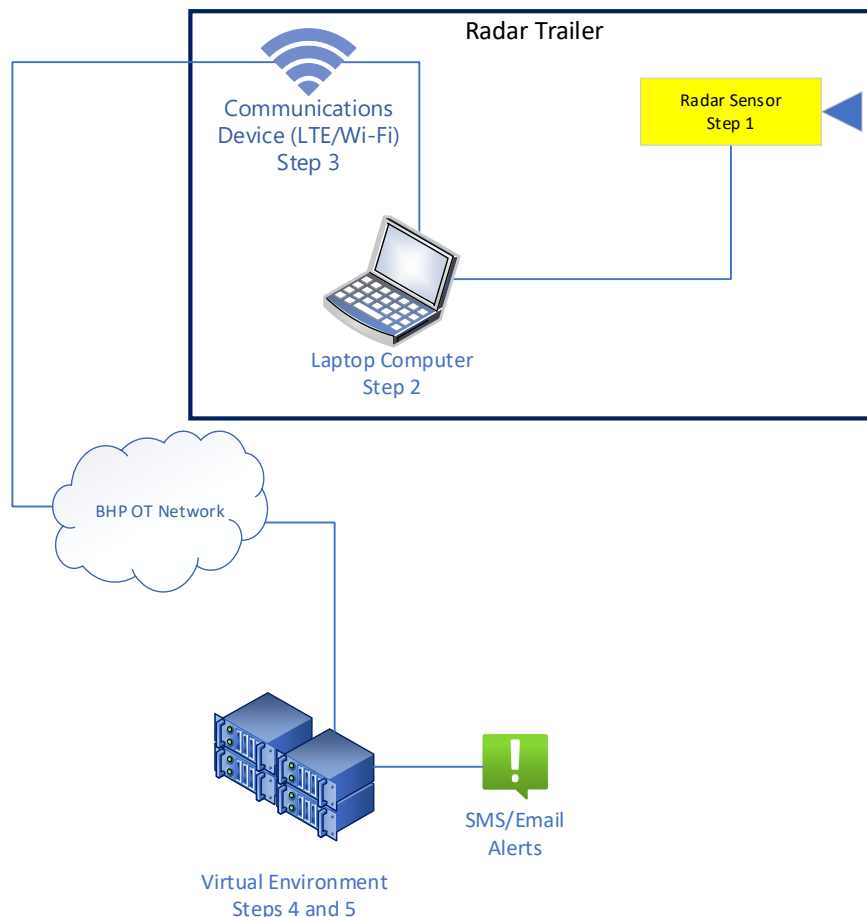 Radar Trailer
Communications
Device (LTE/Wi-Fi)
Step 3
Radar Sensor
Step 1
Laptop Computer
Step 2
BHP OT Network
SMS/Email
Alerts
Virtual Environment
Steps 4 and 5